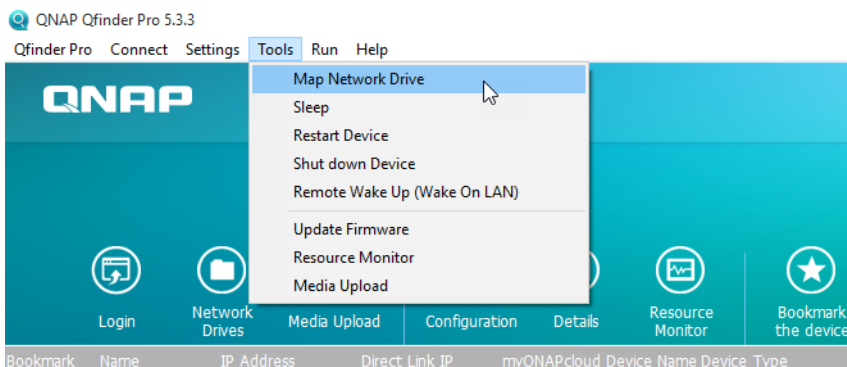 QNAP Qfinder Pro 5.3.3
Qfinder Pro Connect Settings Tools Run Help
QNAP
Map Network Drive
Sleep
Restart Device
Shut down Device
Remote Wake Up (Wake On LAN)
Update Firmware
Resource Monitor
Media Upload
Login
Network
Drives
Media Upload
Configuration
Details
Resource
Monitor
Bookmark
the device
Bookmark Name IP Address Direct Link IP myQNAPcloud Device Name Device Type